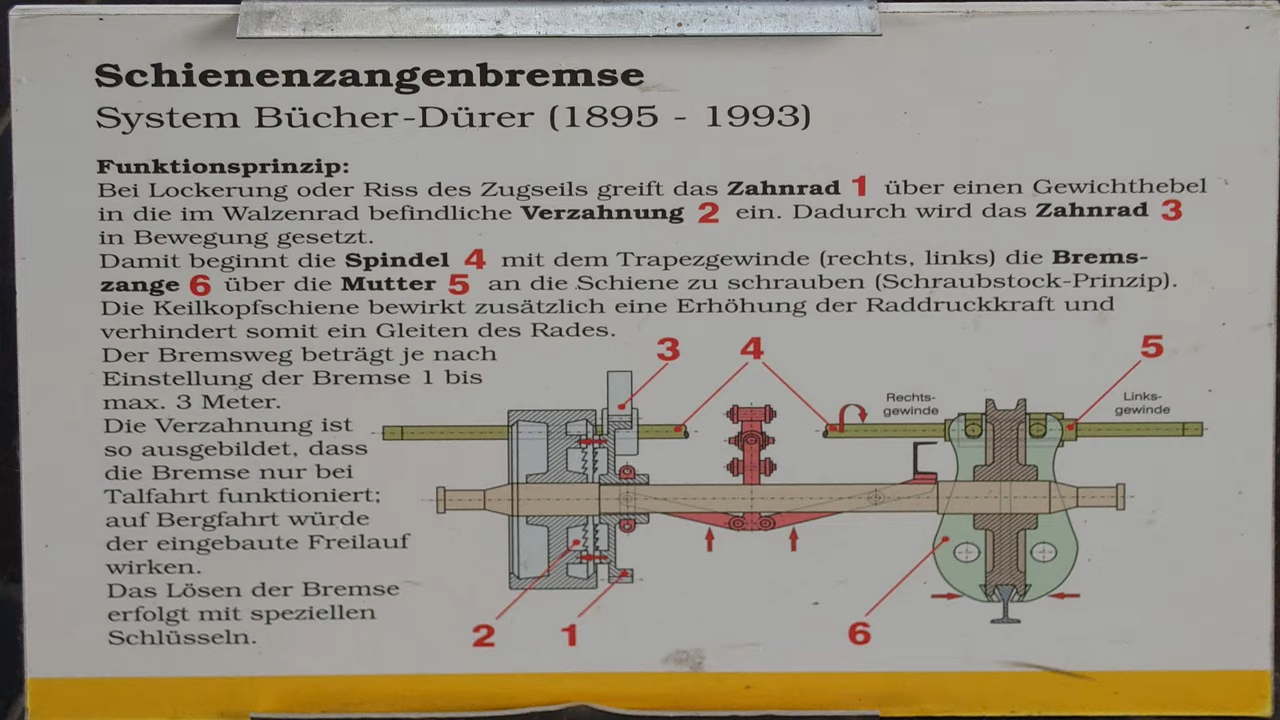 Schienenzangenbremse
System Bücher-Dürer (1895 - 1993)
Funktionsprinzip:
Bei Lockerung oder Riss des Zugseils greift das Zahnrad 1 über einen Gewichthebel
in die im Walzenrad befindliche Verzahnung 2 ein. Dadurch wird das Zahnrad 3
in Bewegung gesetzt.
Damit beginnt die Spindel 4 mit dem Trapezgewinde (rechts, links) die Brems-
zange 6 über die Mutter 5 an die Schiene zu schrauben (Schraubstock-Prinzip).
Die Keilkopfschiene bewirkt zusätzlich eine Erhöhung der Raddruckkraft und
verhindert somit ein Gleiten des Rades.
Der Bremsweg beträgt je nach
Einstellung der Bremse 1 bis
max. 3 Meter.
Die Verzahnung ist
so ausgebildet, dass
die Bremse nur bei
Talfahrt funktioniert;
auf Bergfahrt würde
der eingebaute Freilauf
wirken.
Das Lösen der Bremse
erfolgt mit speziellen
Schlüsseln.
3
4
5
Rechts-
gewinde
Links-
gewinde
2
1
6